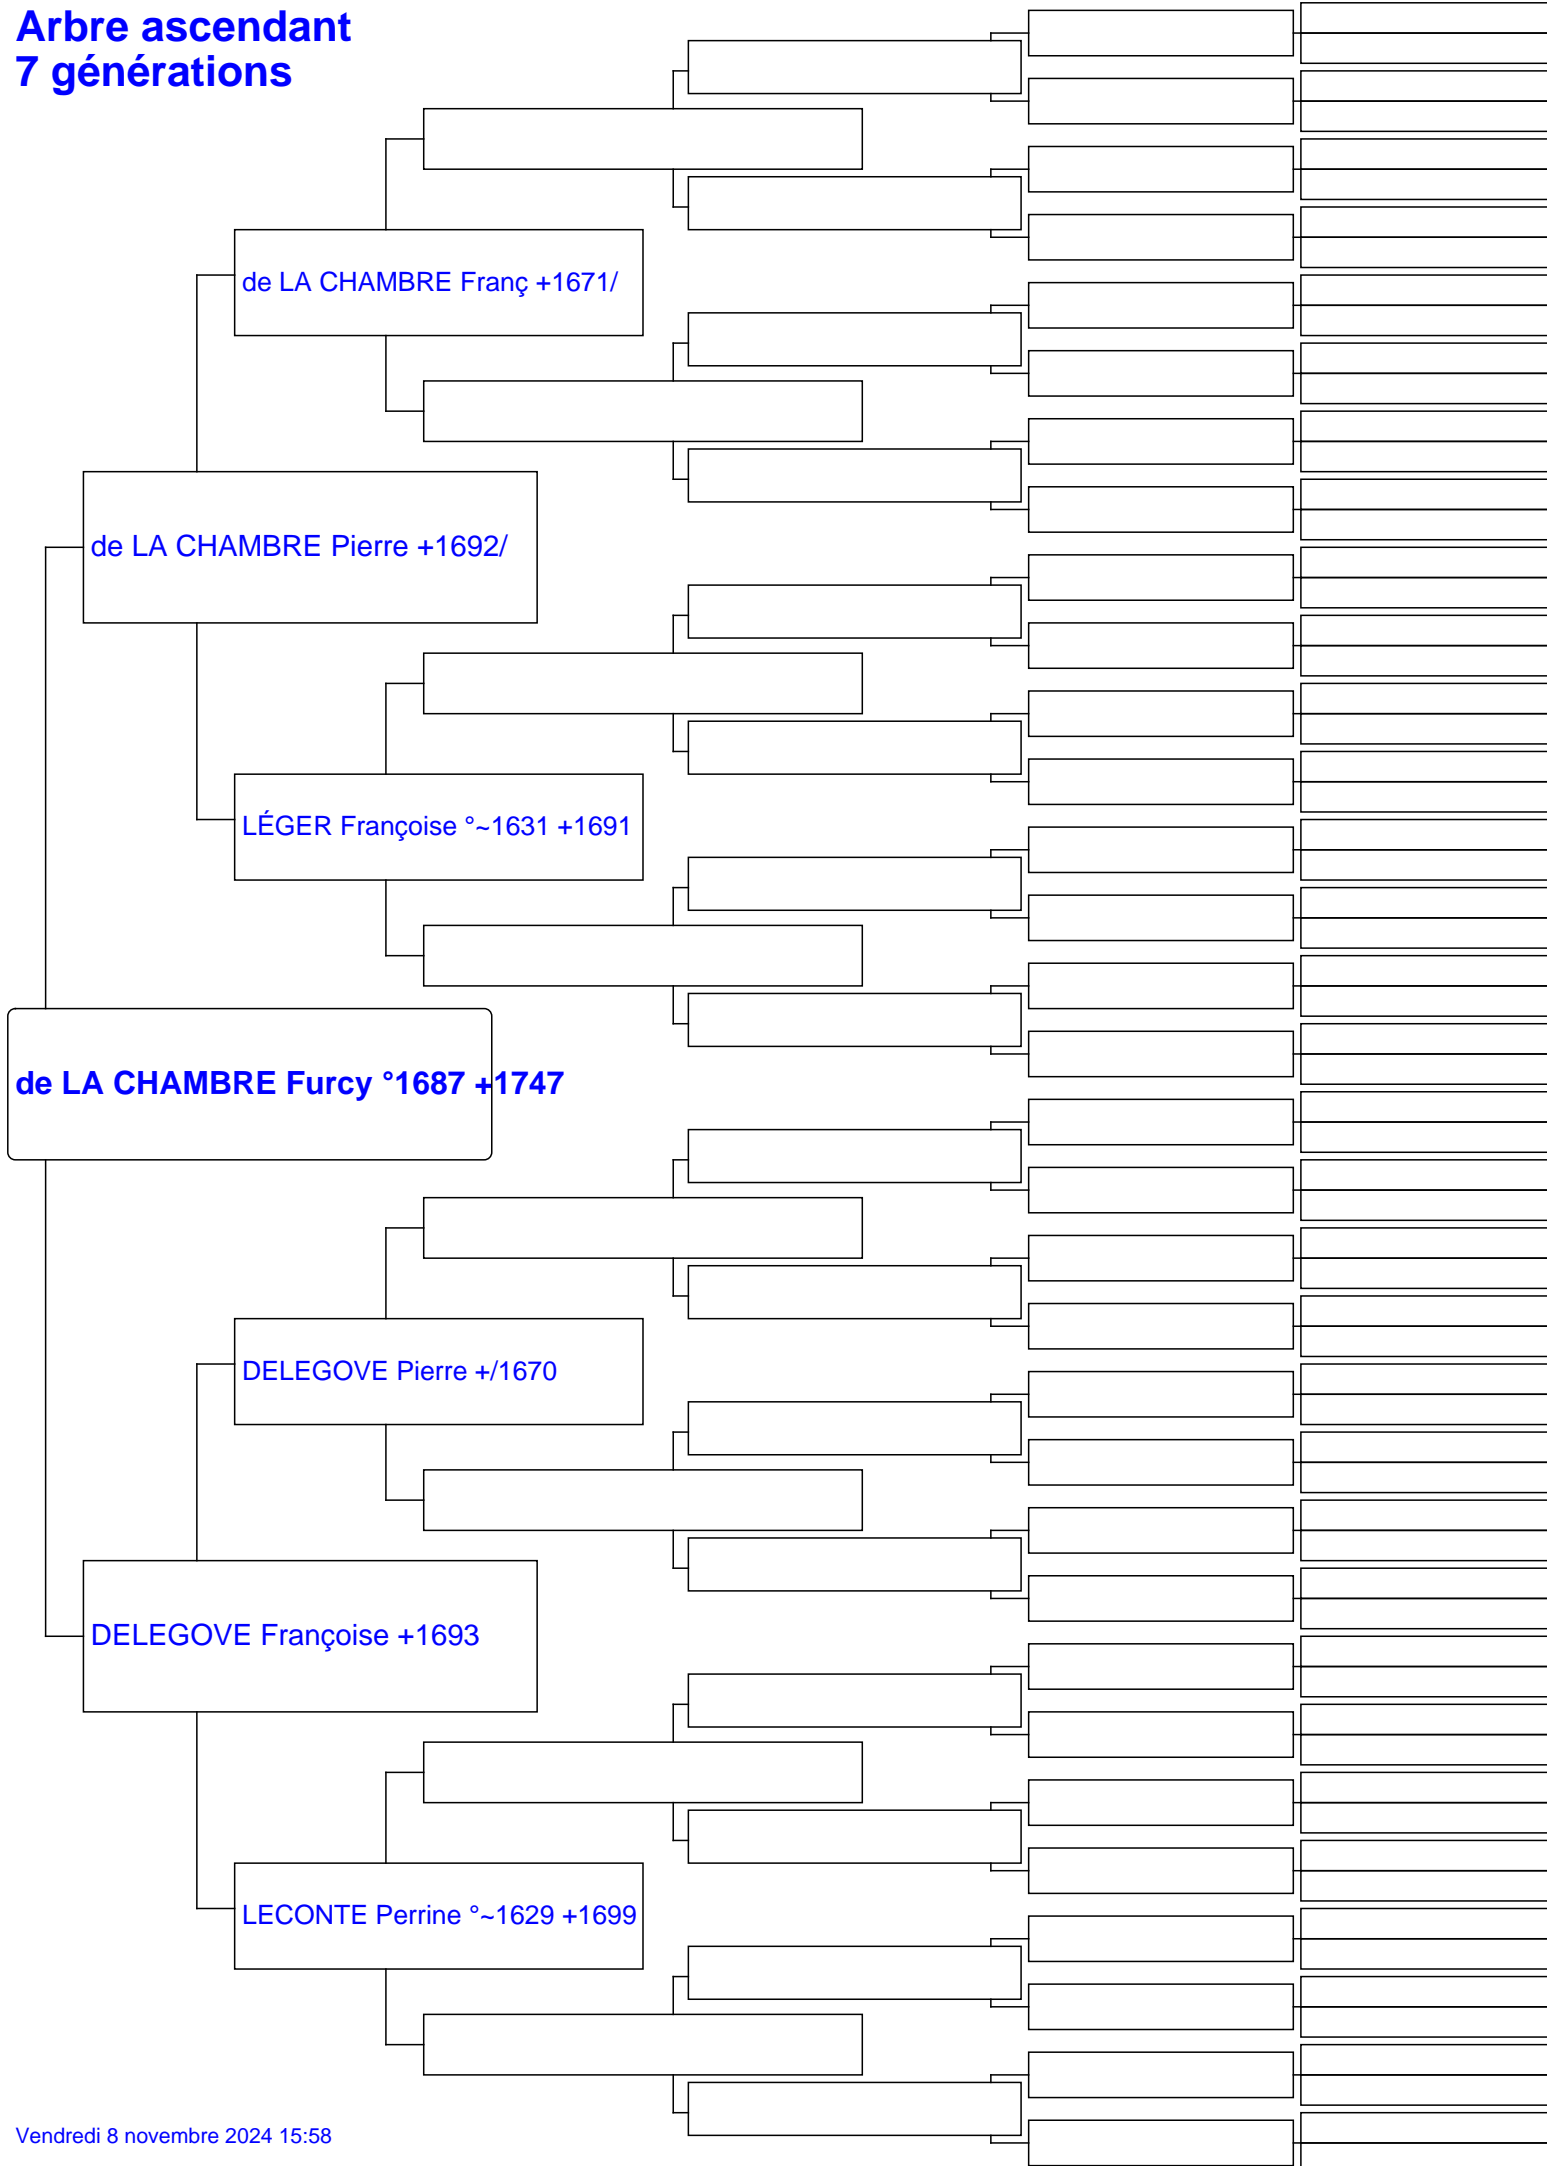 Arbre ascendant
7 générations
de LA CHAMBRE Franç +1671/
de LA CHAMBRE Pierre +1692/
LÉGER Françoise °~1631 +1691
de LA CHAMBRE Furcy °1687 +1747
DELEGOVE Pierre +/1670
DELEGOVE Françoise +1693
LECONTE Perrine °~1629 +1699
Vendredi 8 novembre 2024 15:58